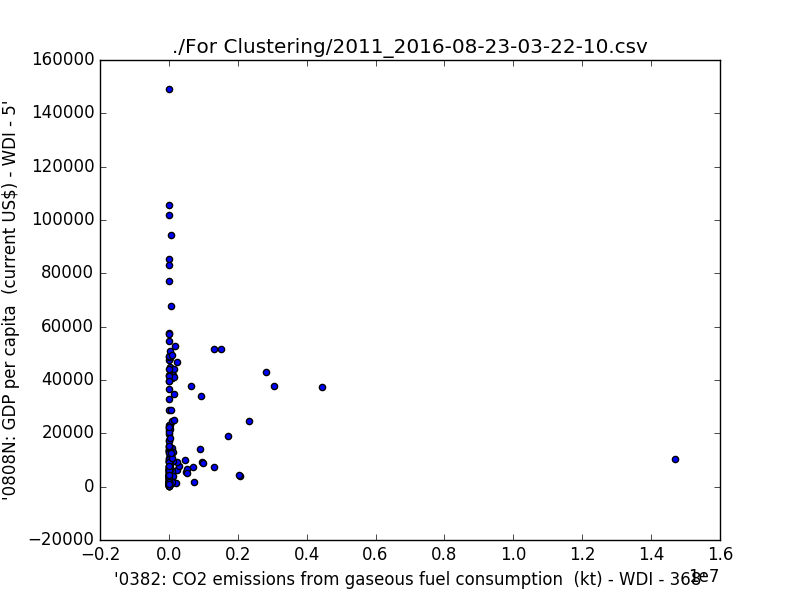 ./For Clustering/2011_2016-08-23-03-22-10.csv
160000
140000
120000
100000
80000
60000
40000
20000
0
−20000
'0808N: GDP per capita (current US$) - WDI - 5'
−0.2 0.0 0.2 0.4 0.6 0.8 1.0 1.2 1.4 1.6
'0382: CO2 emissions from gaseous fuel consumption (kt) - WDI - 368'
1e7